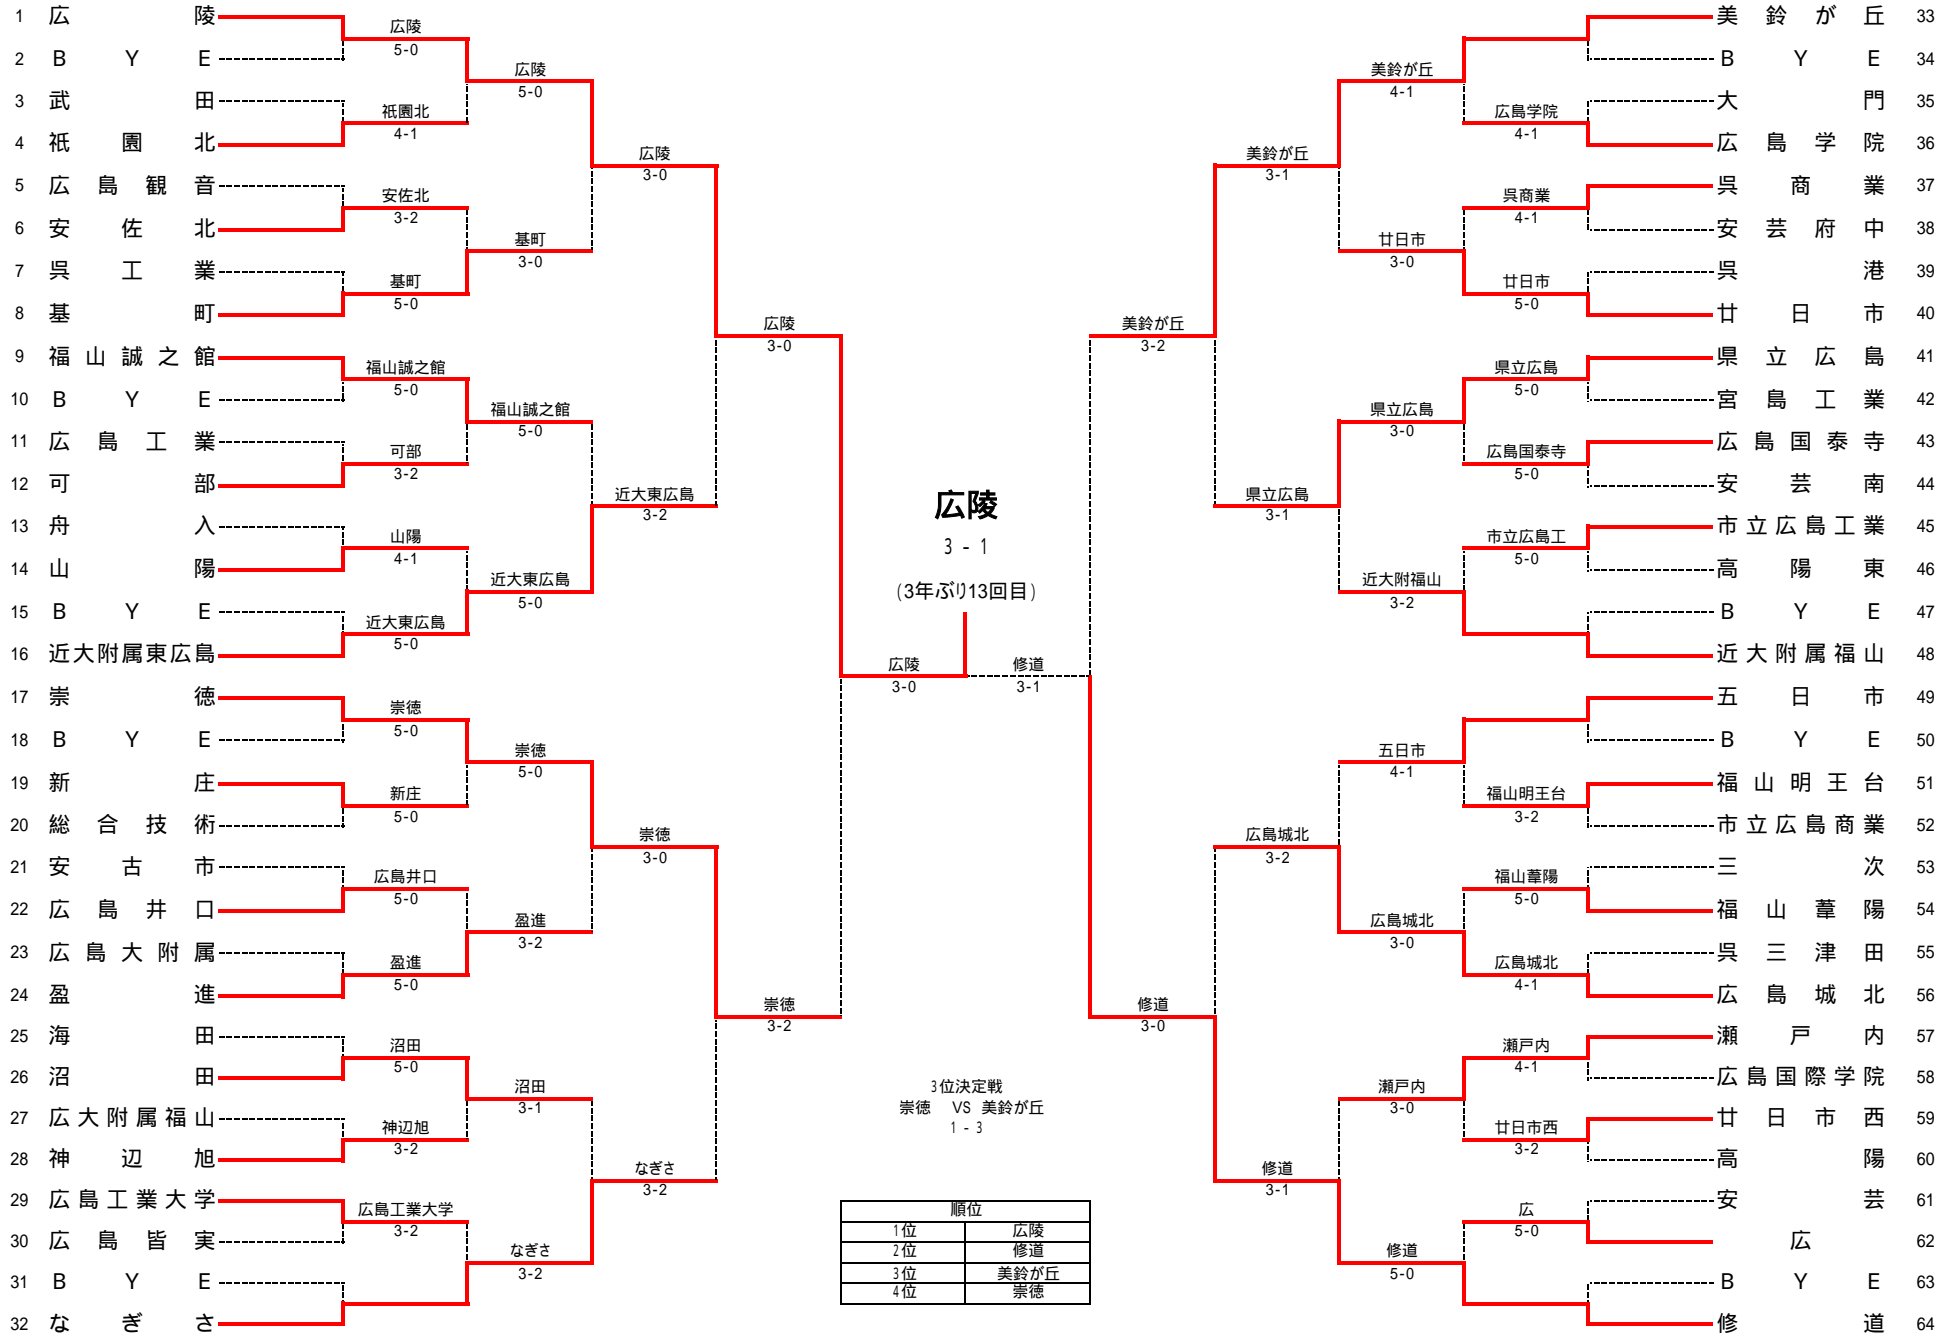 1 広陵
2 BYE
3 武田
4 祇園北
5 広島観音
6 安佐北
7 呉工業
8 基町
9 福山誠之館
10 BYE
11 広島工業
12 可部
13 舟入
14 山陽
15 BYE
16 近大附属東広島
17 崇徳
18 BYE
19 新庄
20 総合技術
21 安古市
22 広島井口
23 広島大附属
24 盈進
25 海田
26 沼田
27 広大附属福山
28 神辺旭
29 広島工業大学
30 広島皆実
31 BYE
32 なぎさ
広陵
5-0
祇園北
4-1
安佐北
3-2
基町
5-0
福山誠之館
5-0
可部
3-2
山陽
4-1
近大東広島
5-0
崇徳
5-0
新庄
5-0
広島井口
5-0
盈進
5-0
沼田
5-0
神辺旭
3-2
広島工業大学
3-2
広陵
5-0
基町
3-0
福山誠之館
5-0
近大東広島
5-0
崇徳
5-0
盈進
3-2
沼田
3-1
なぎさ
3-2
広陵
3-0
近大東広島
3-2
崇徳
3-0
なぎさ
3-2
広陵
3-0
崇徳
3-2
広陵
3-0
広陵
3 - 1
(3年ぶり13回目)
修道
3-1
3位決定戦
崇徳 VS 美鈴が丘
1 - 3
順位
1位 広陵
2位 修道
3位 美鈴が丘
4位 崇徳
美鈴が丘
3-2
修道
3-0
美鈴が丘
3-1
県立広島
3-1
広島城北
3-2
修道
3-1
美鈴が丘
4-1
廿日市
3-0
県立広島
3-0
近大附福山
3-2
五日市
4-1
広島城北
3-0
瀬戸内
3-0
修道
5-0
広島学院
4-1
呉商業
4-1
廿日市
5-0
県立広島
5-0
広島国泰寺
5-0
市立広島工
5-0
福山明王台
3-2
福山葦陽
5-0
広島城北
4-1
瀬戸内
4-1
廿日市西
3-2
広
5-0
美鈴が丘 33
BYE 34
大門 35
広島学院 36
呉商業 37
安芸府中 38
呉港 39
廿日市 40
県立広島 41
宮島工業 42
広島国泰寺 43
安芸南 44
市立広島工業 45
高陽東 46
BYE 47
近大附属福山 48
五日市 49
BYE 50
福山明王台 51
市立広島商業 52
三次 53
福山葦陽 54
呉三津田 55
広島城北 56
瀬戸内 57
広島国際学院 58
廿日市西 59
高陽 60
安芸 61
広 62
BYE 63
修道 64